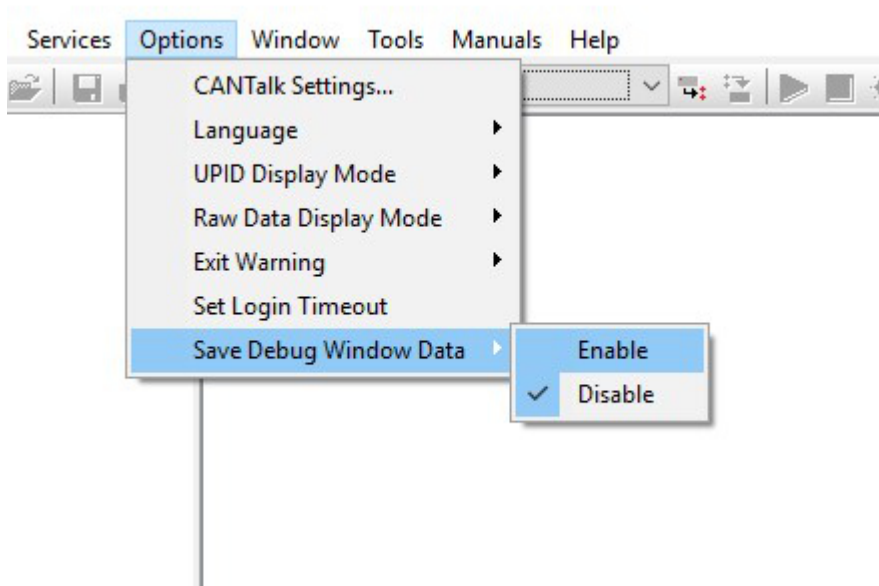 Services Options Window Tools Manuals Help
CANTalk Settings...
Language
UPID Display Mode
Raw Data Display Mode
Exit Warning
Set Login Timeout
Save Debug Window Data
Enable
Disable